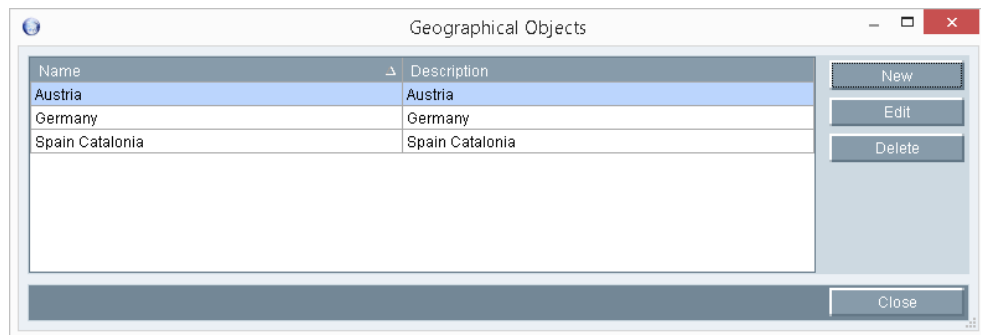 Geographical Objects
Name Description
New
Austria Austria
Edit
Germany Germany
Spain Catalonia Spain Catalonia
Delete
Close